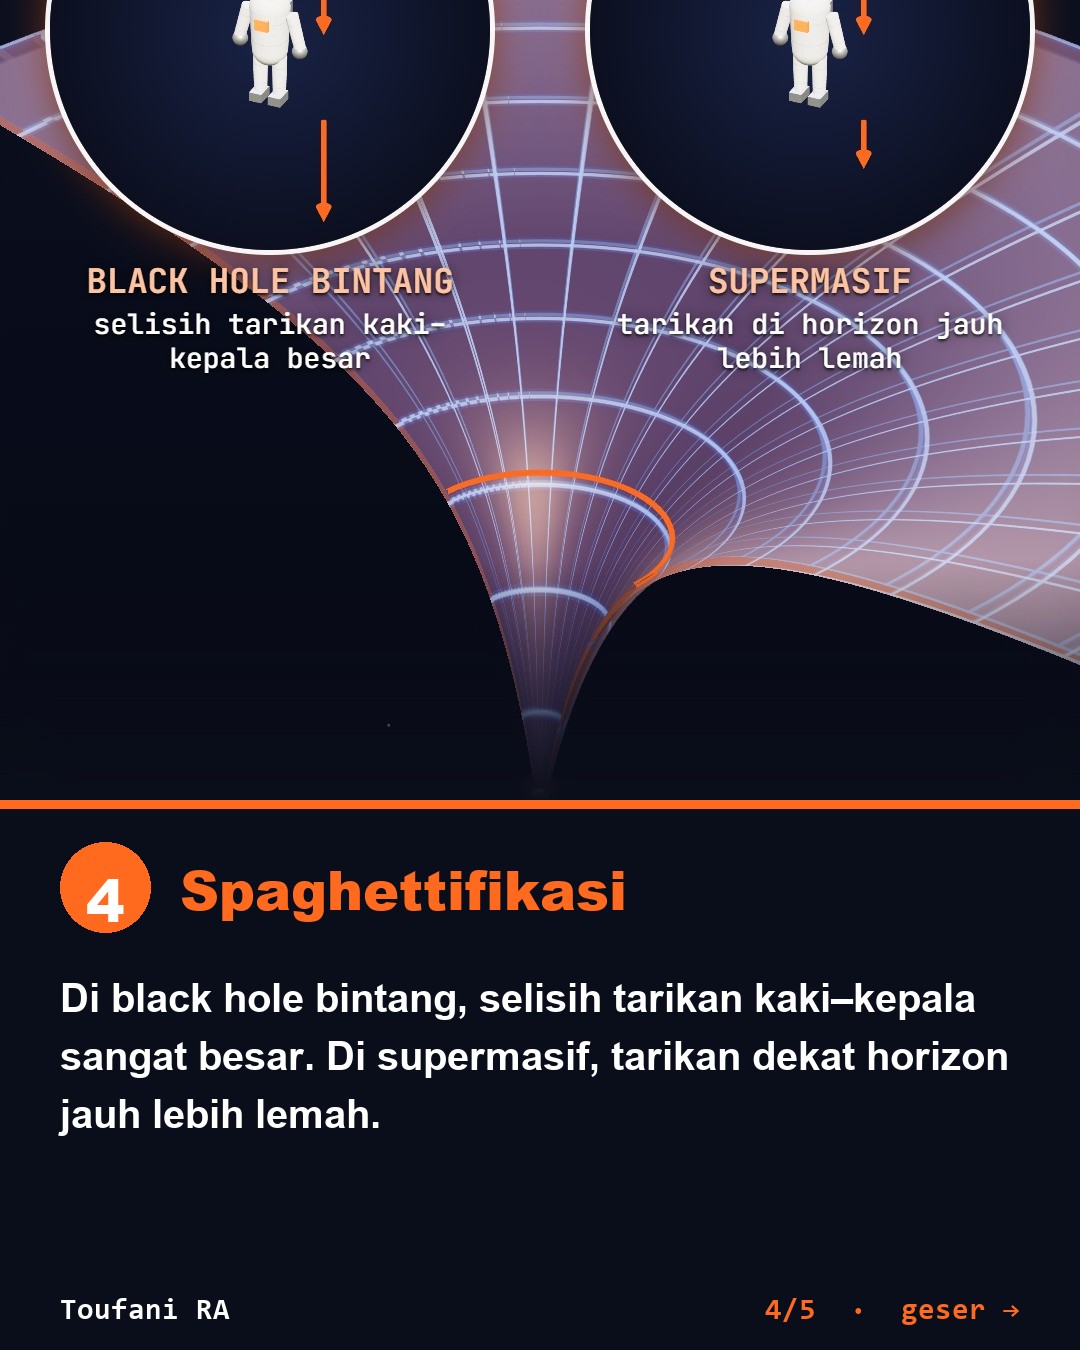 BLACK HOLE BINTANG
selisih tarikan kaki–
kepala besar
SUPERMASIF
tarikan di horizon jauh
lebih lemah
4
Spaghettifikasi
Di black hole bintang, selisih tarikan kaki–kepala
sangat besar. Di supermasif, tarikan dekat horizon
jauh lebih lemah.
Toufani RA
4/5 · geser →